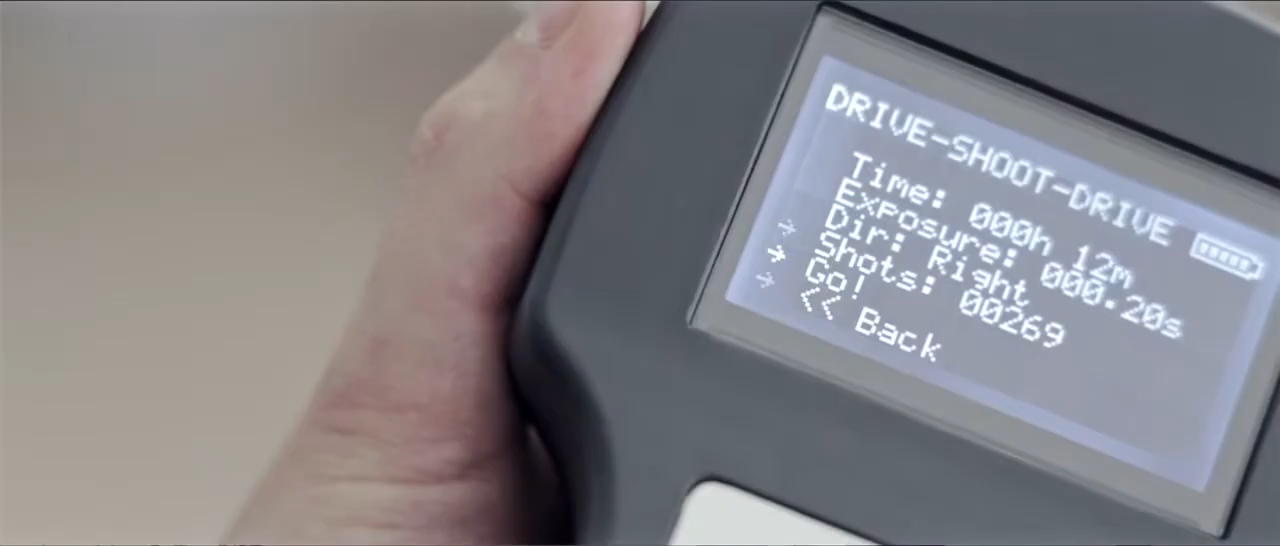 DRIVE-SHOOT-DRIVE
Time: 000h 12m
Exposure: 000.20s
Dir: Right
Shots: 00269
Go!
<< Back